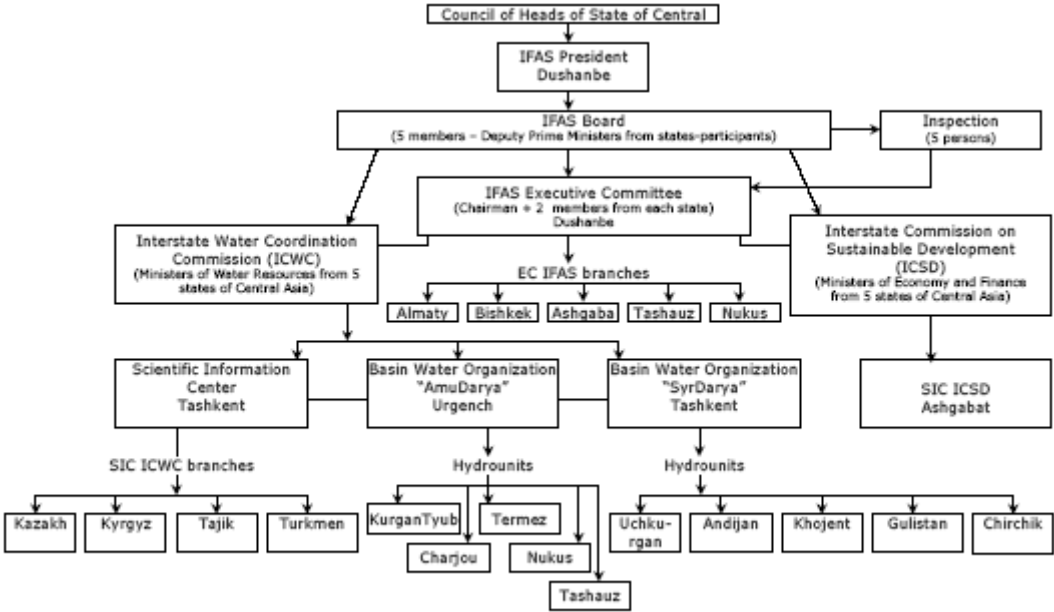 Council of Heads of State of Central
IFAS President
Dushanbe
IFAS Board
(5 members – Deputy Prime Ministers from states-participants)
Inspection
(5 persons)
IFAS Executive Committee
(Chairman + 2 members from each state)
Dushanbe
Interstate Water Coordination
Commission (ICWC)
(Ministers of Water Resources from 5
states of Central Asia)
Interstate Commission on
Sustainable Development
(ICSD)
(Ministers of Economy and Finance
from 5 states of Central Asia)
EC IFAS branches
Almaty
Bishkek
Ashgaba
Tashauz
Nukus
Scientific Information
Center
Tashkent
Basin Water Organization
“AmuDarya”
Urgench
Basin Water Organization
“SyrDarya”
Tashkent
SIC ICSD
Ashgabat
SIC ICWC branches
Hydrounits
Hydrounits
Kazakh
Kyrgyz
Tajik
Turkmen
KurganTyub
Termez
Charjou
Nukus
Tashauz
Uchku-
rgan
Andijan
Khojent
Gulistan
Chirchik